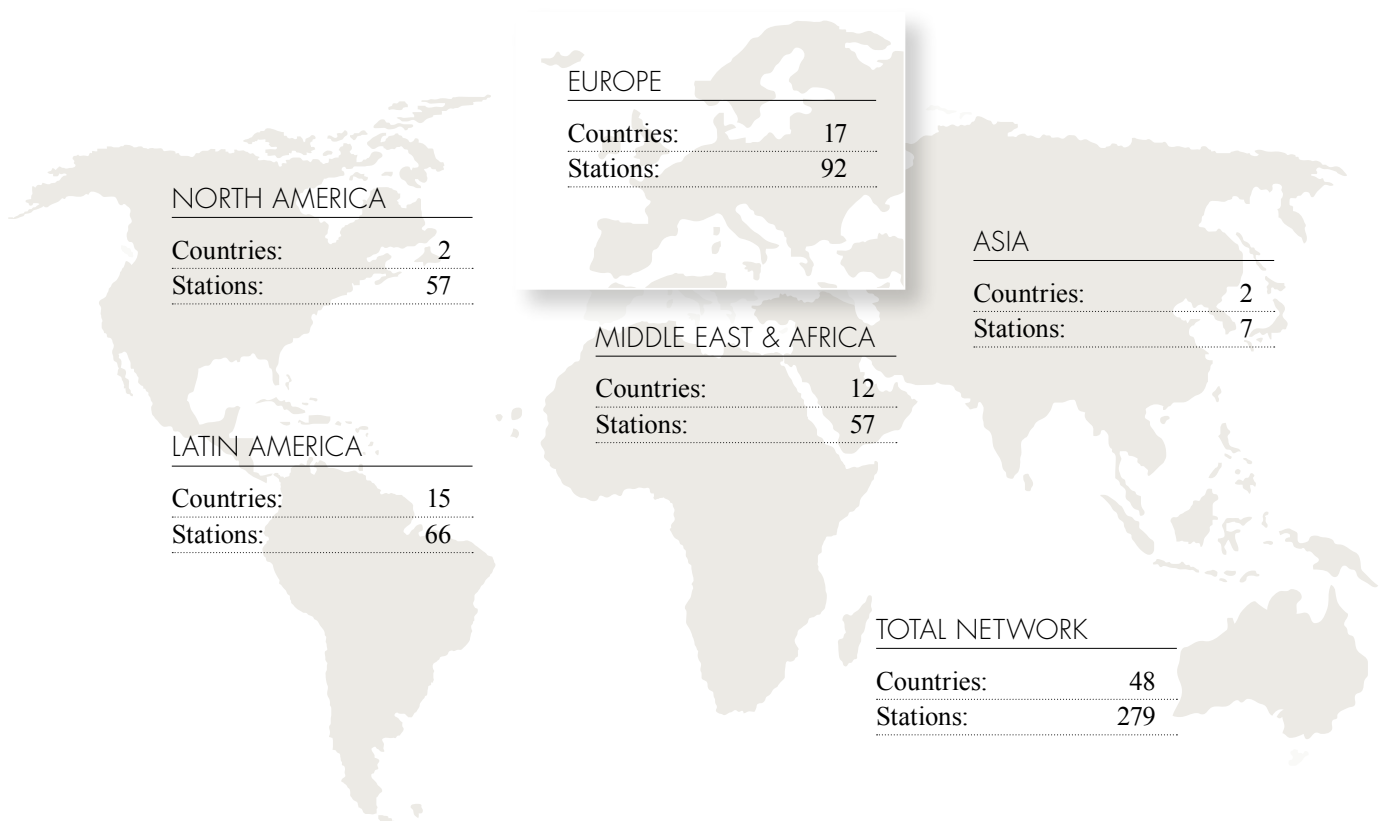 EUROPE
Countries: 17
Stations: 92
NORTH AMERICA
Countries: 2
Stations: 57
ASIA
Countries: 2
Stations: 7
MIDDLE EAST & AFRICA
Countries: 12
Stations: 57
LATIN AMERICA
Countries: 15
Stations: 66
TOTAL NETWORK
Countries: 48
Stations: 279